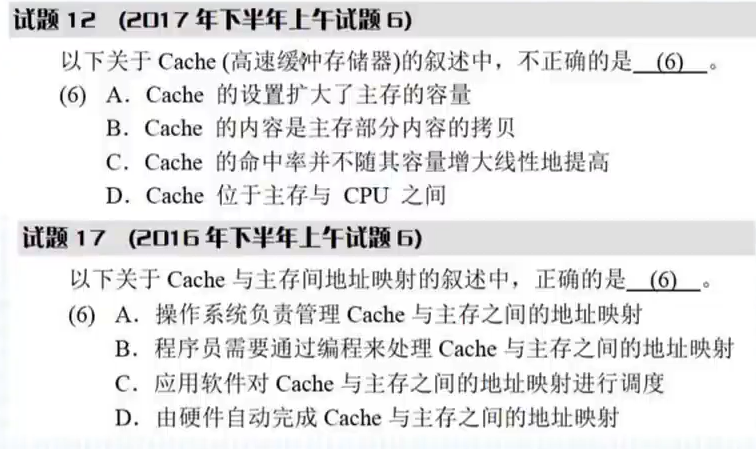 试题 12 (2017 年下半年上午试题 6)
以下关于 Cache (高速缓冲存储器)的叙述中，不正确的是 (6) 。
(6) A．Cache 的设置扩大了主存的容量
B．Cache 的内容是主存部分内容的拷贝
C．Cache 的命中率并不随其容量增大线性地提高
D．Cache 位于主存与 CPU 之间
试题 17 (2016 年下半年上午试题 6)
以下关于 Cache 与主存间地址映射的叙述中，正确的是 (6) 。
(6) A．操作系统负责管理 Cache 与主存之间的地址映射
B．程序员需要通过编程来处理 Cache 与主存之间的地址映射
C．应用软件对 Cache 与主存之间的地址映射进行调度
D．由硬件自动完成 Cache 与主存之间的地址映射